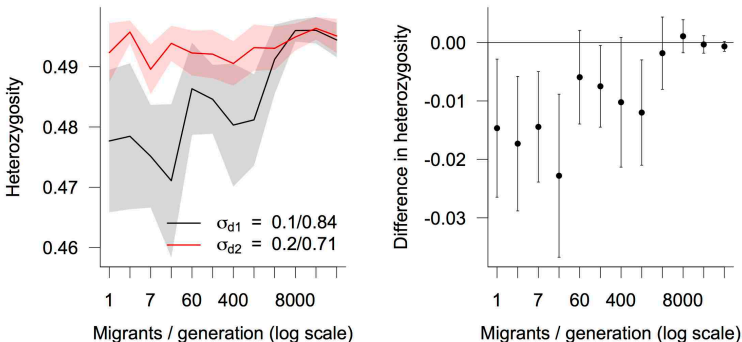 Heterozygosity
0.49
0.48
0.47
0.46
σd1 = 0.1/0.84
σd2 = 0.2/0.71
1 7 60 400 8000
Migrants / generation (log scale)
Difference in heterozygosity
0.00
-0.01
-0.02
-0.03
1 7 60 400 8000
Migrants / generation (log scale)